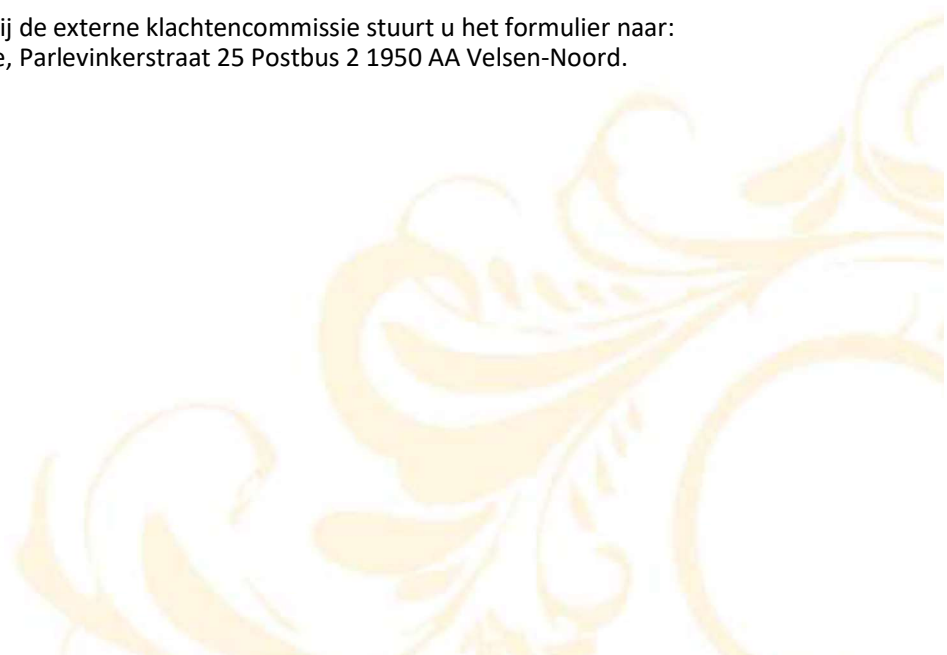 ij de externe klachtencommissie stuurt u het formulier naar:
e, Parlevinkerstraat 25 Postbus 2 1950 AA Velsen-Noord.